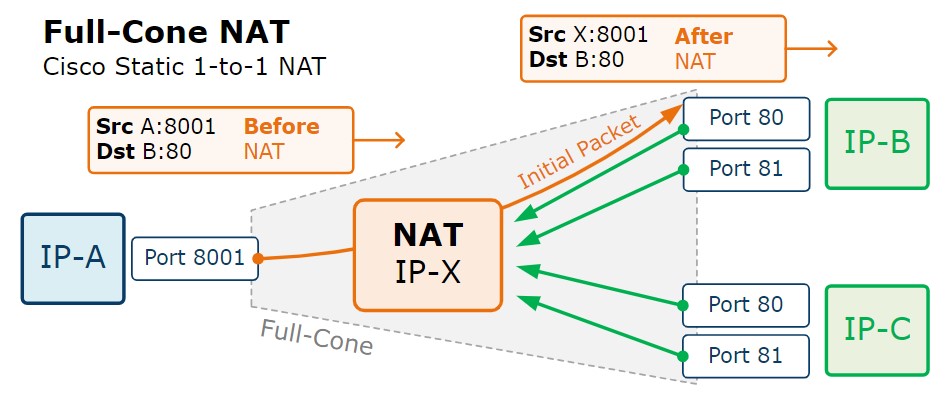 Full-Cone NAT
Cisco Static 1-to-1 NAT
Src X:8001 After
Dst B:80 NAT
Src A:8001 Before
Dst B:80 NAT
Initial Packet
Port 80
Port 81
IP-B
IP-A
Port 8001
NAT
IP-X
Full-Cone
Port 80
Port 81
IP-C